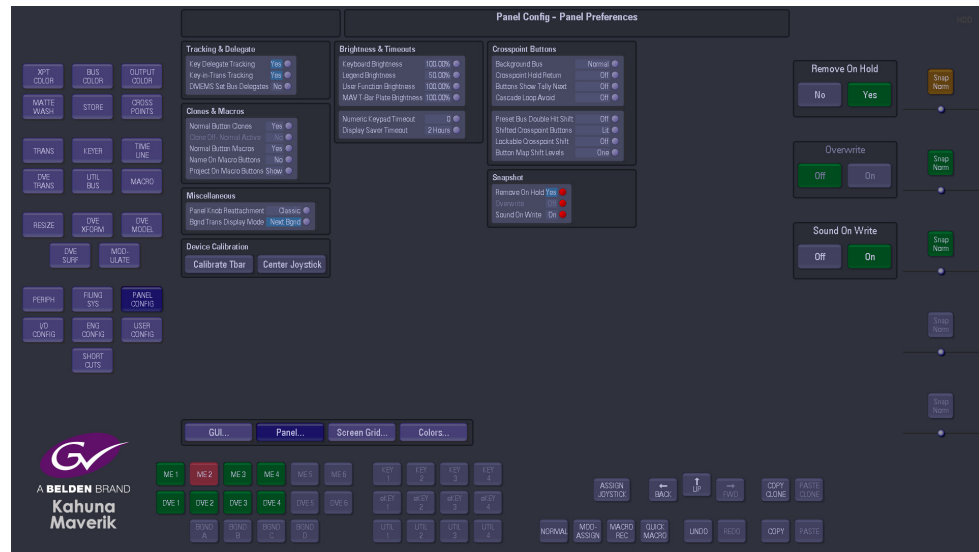 Panel Config - Panel Preferences
HDC
Tracking & Delegate
Key Delegate Tracking Yes
Key-in-Trans Tracking Yes
DMEMS Set Bus Delegates No
Clones & Macros
Normal Button Clones Yes
Clone Off - Normal Active No
Normal Button Macros Yes
Name On Macro Buttons No
Project On Macro Buttons Show
Miscellaneous
Panel Knob Reattachment Classic
Bgnd Trans Display Mode Next Bgnd
Device Calibration
Calibrate Tbar Center Joystick
Brightness & Timeouts
Keyboard Brightness 100.00%
Legend Brightness 50.00%
User Function Brightness 100.00%
MAV T-Bar Plate Brightness 100.00%
Numeric Keypad Timeout 0
Display Saver Timeout 2 Hours
Crosspoint Buttons
Background Bus Normal
Crosspoint Hold Return Off
Buttons Show Tally Next Off
Cascade Loop Avoid Off
Preset Bus Double Hit Shift Off
Shifted Crosspoint Buttons Lit
Lockable Crosspoint Shift Off
Button Map Shift Levels One
Snapshot
Remove On Hold Yes
Overwrite Off
Sound On Write On
XPT COLOR
BUS COLOR
OUTPUT COLOR
MATTE WASH
STORE
CROSS POINTS
TRANS
KEYER
TIME LINE
DVE TRANS
UTIL BUS
MACRO
RESIZE
DVE XFORM
DVE MODEL
DVE SURF
MOD- ULATE
PERIPH
FILING SYS
PANEL CONFIG
I/O CONFIG
ENG CONFIG
USER CONFIG
SHORT CUTS
Remove On Hold
No Yes
Snap Norm
Overwrite
Off On
Snap Norm
Sound On Write
Off On
Snap Norm
Snap Norm
Snap Norm
GUI... Panel... Screen Grid... Colors...
GV
A BELDEN BRAND
Kahuna
Maverik
ME 1 ME 2 ME 3 ME 4 ME 5 ME 6
DVE 1 DVE 2 DVE 3 DVE 4 DVE 5 DVE 6
BGND A BGND B BGND C BGND D
KEY 1 KEY 2 KEY 3 KEY 4
stKEY 1 stKEY 2 stKEY 3 stKEY 4
UTIL 1 UTIL 2 UTIL 3 UTIL 4
ASSIGN JOYSTICK
← BACK
↑ UP
→ FWD
COPY CLONE
PASTE CLONE
NORMAL
MOD- ASSIGN
MACRO REC
QUICK MACRO
UNDO
REDO
COPY
PASTE